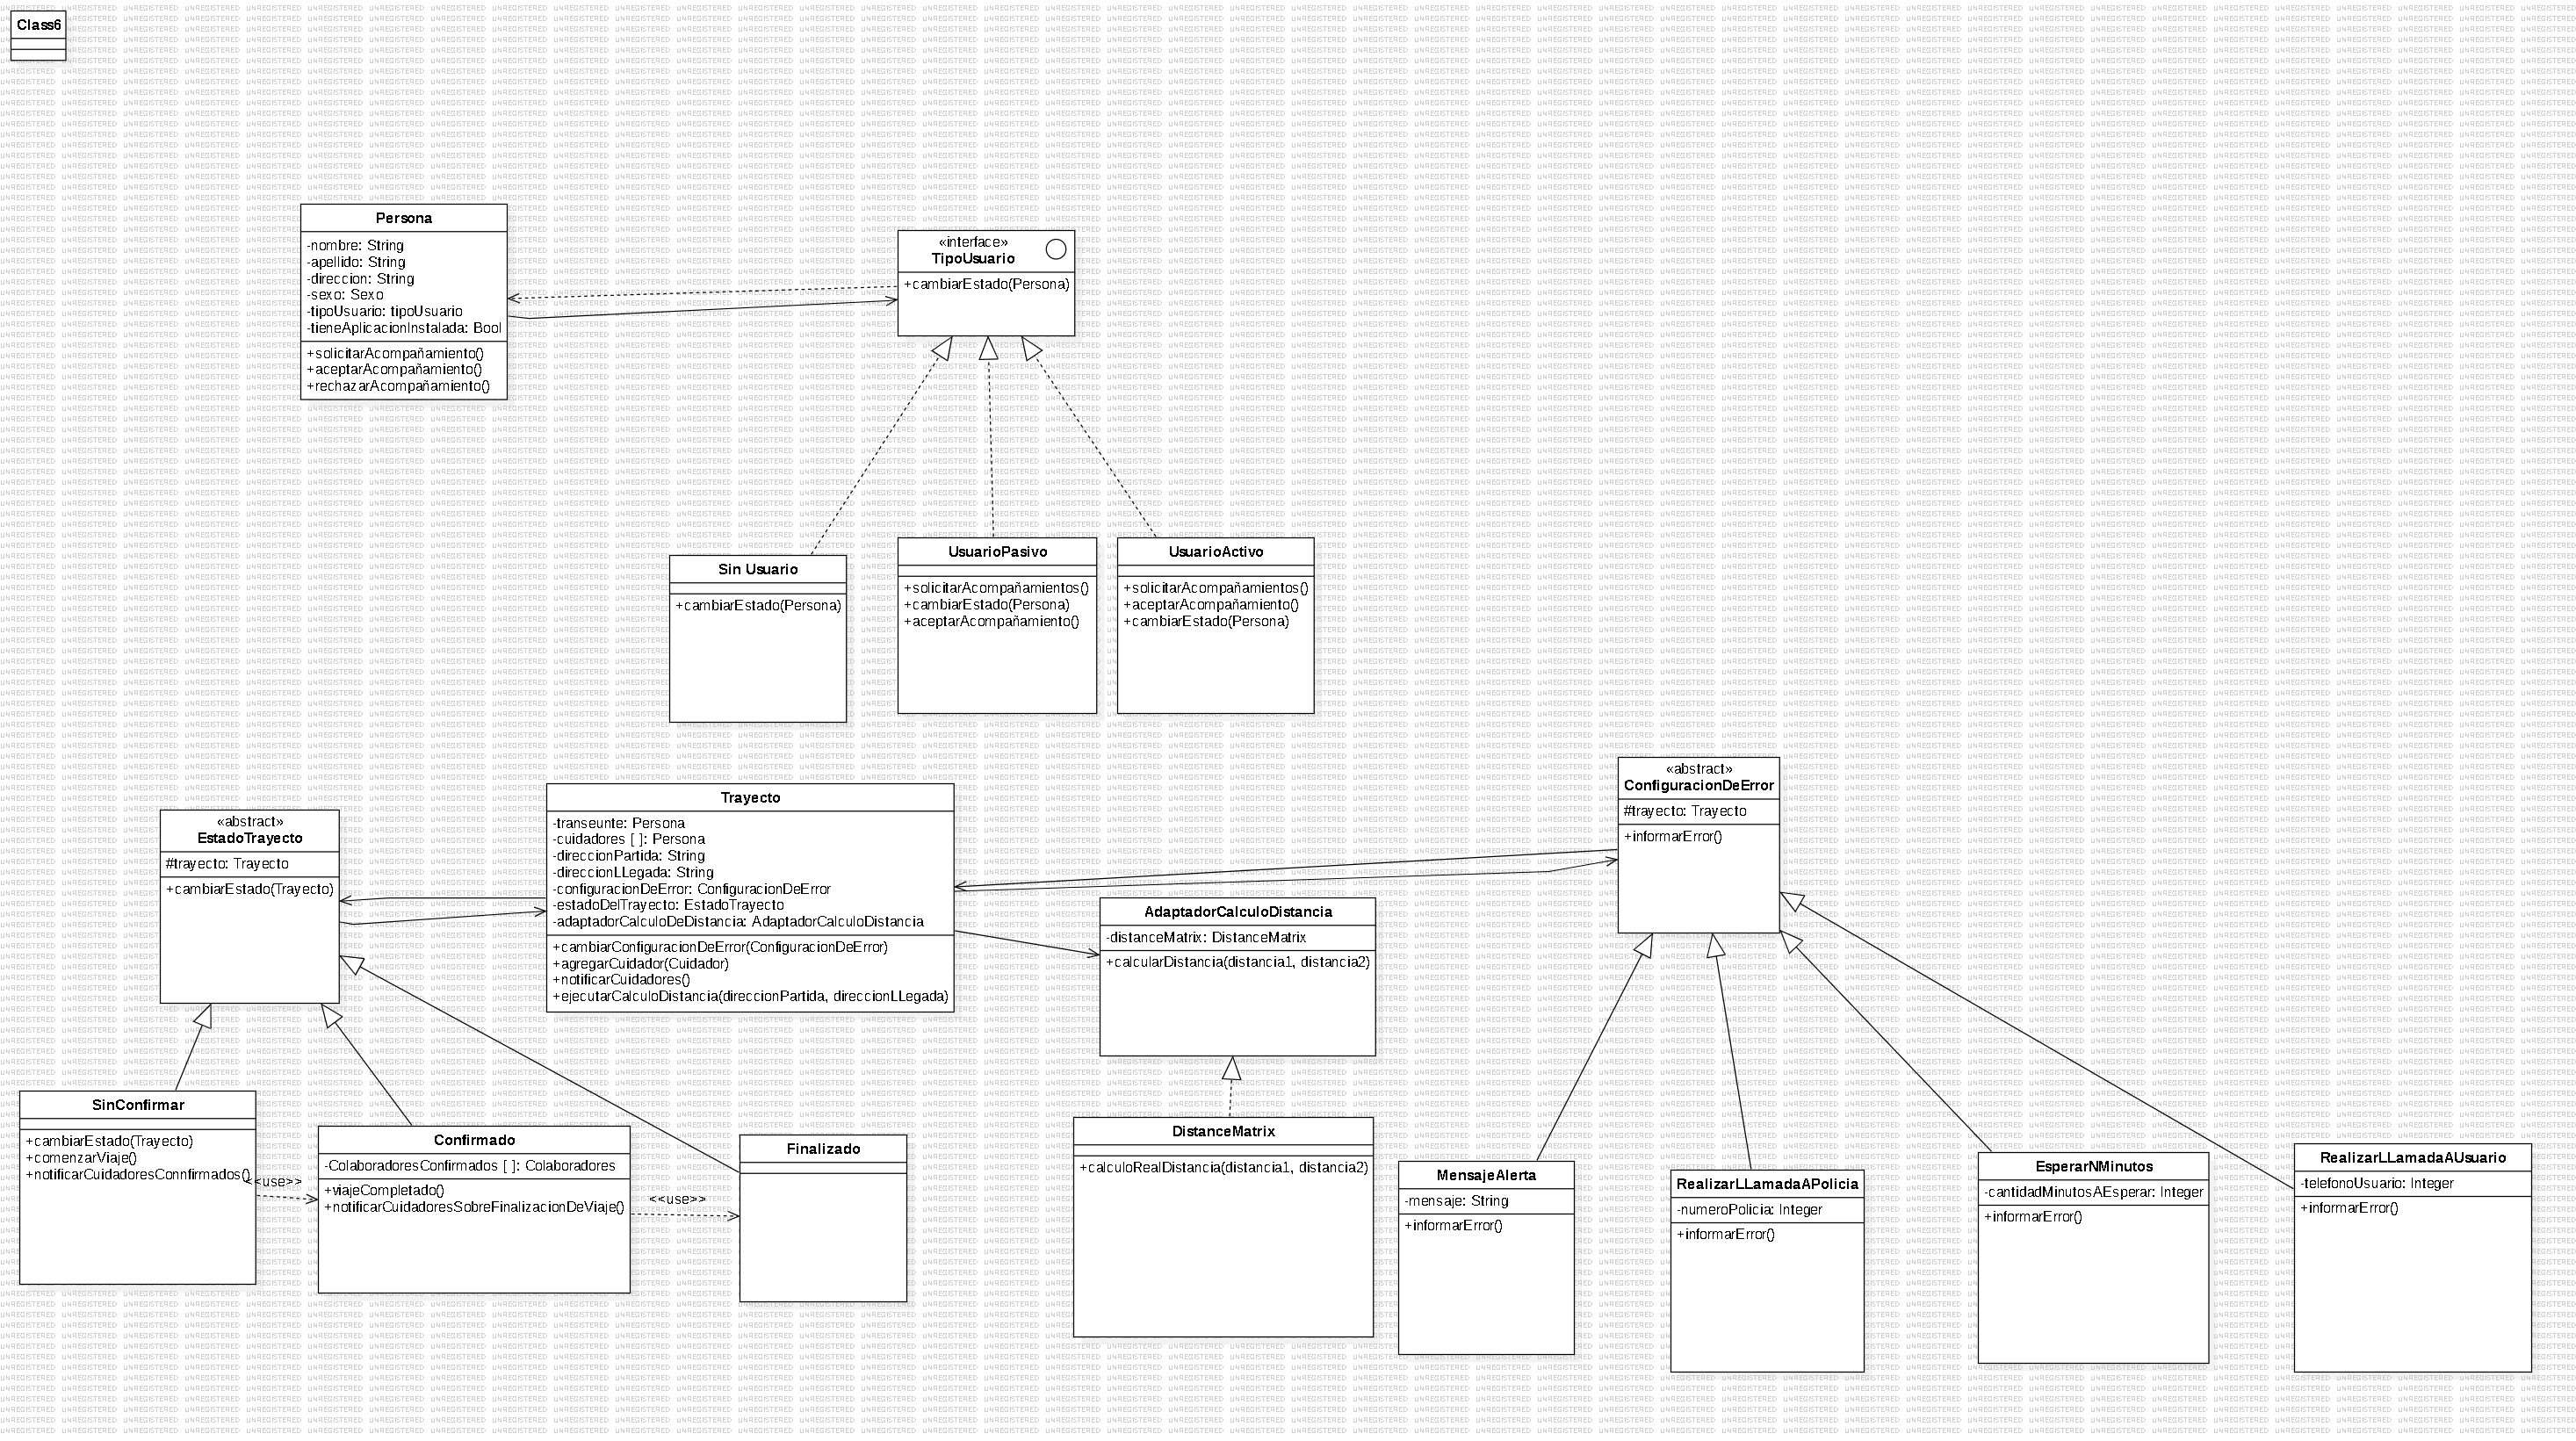 Class6
Persona
-nombre: String
-apellido: String
-direccion: String
-sexo: Sexo
-tipoUsuario: tipoUsuario
-tieneAplicacionInstalada: Bool
+solicitarAcompañamiento()
+aceptarAcompañamiento()
+rechazarAcompañamiento()
«interface»
TipoUsuario
+cambiarEstado(Persona)
Sin Usuario
+cambiarEstado(Persona)
UsuarioPasivo
+solicitarAcompañamientos()
+cambiarEstado(Persona)
+aceptarAcompañamiento()
UsuarioActivo
+solicitarAcompañamientos()
+aceptarAcompañamiento()
+cambiarEstado(Persona)
«abstract»
EstadoTrayecto
#trayecto: Trayecto
+cambiarEstado(Trayecto)
Trayecto
-transeunte: Persona
-cuidadores [ ]: Persona
-direccionPartida: String
-direccionLLegada: String
-configuracionDeError: ConfiguracionDeError
-estadoDelTrayecto: EstadoTrayecto
-adaptadorCalculoDeDistancia: AdaptadorCalculoDistancia
+cambiarConfiguracionDeError(ConfiguracionDeError)
+agregarCuidador(Cuidador)
+notificarCuidadores()
+ejecutarCalculoDistancia(direccionPartida, direccionLLegada)
AdaptadorCalculoDistancia
-distanceMatrix: DistanceMatrix
+calcularDistancia(distancia1, distancia2)
«abstract»
ConfiguracionDeError
#trayecto: Trayecto
+informarError()
SinConfirmar
+cambiarEstado(Trayecto)
+comenzarViaje()
+notificarCuidadoresConnfirmados()
<<use>>
Confirmado
-ColaboradoresConfirmados [ ]: Colaboradores
+viajeCompletado()
+notificarCuidadoresSobreFinalizacionDeViaje()
<<use>>
Finalizado
DistanceMatrix
+calculoRealDistancia(distancia1, distancia2)
MensajeAlerta
-mensaje: String
+informarError()
RealizarLLamadaAPolicia
-numeroPolicia: Integer
+informarError()
EsperarNMinutos
-cantidadMinutosAEsperar: Integer
+informarError()
RealizarLLamadaAUsuario
-telefonoUsuario: Integer
+informarError()
UNREGISTERED